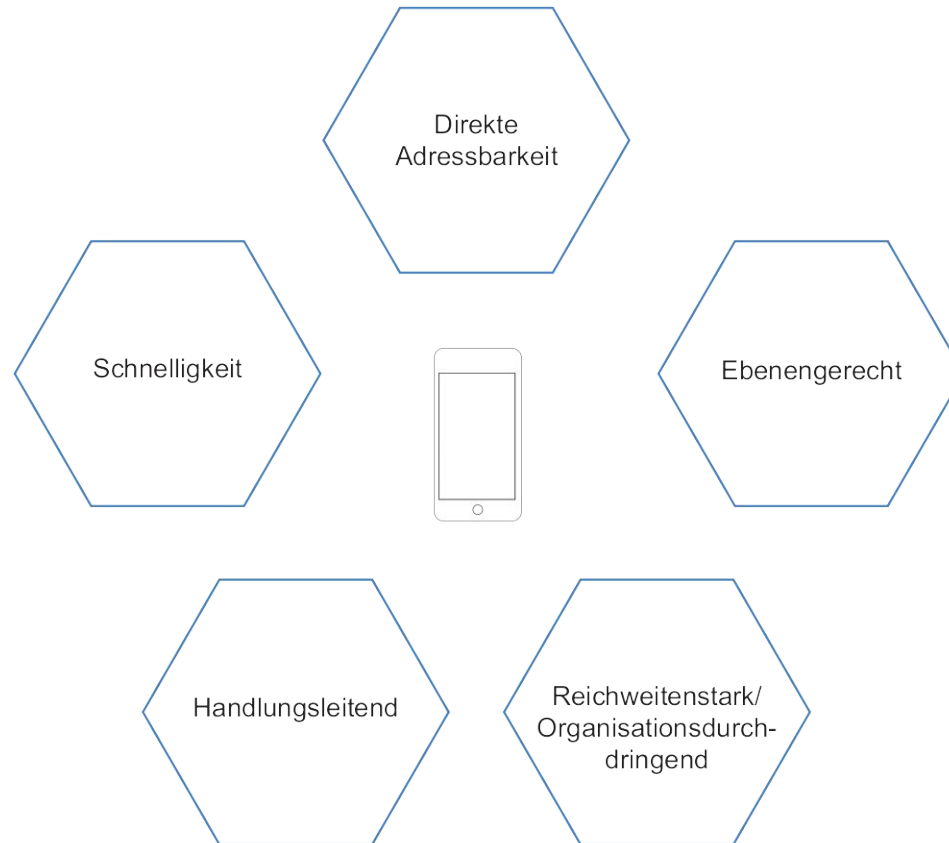 Direkte
Adressbarkeit
Schnelligkeit
Ebenengerecht
Handlungsleitend
Reichweitenstark/
Organisationsdurch-
dringend